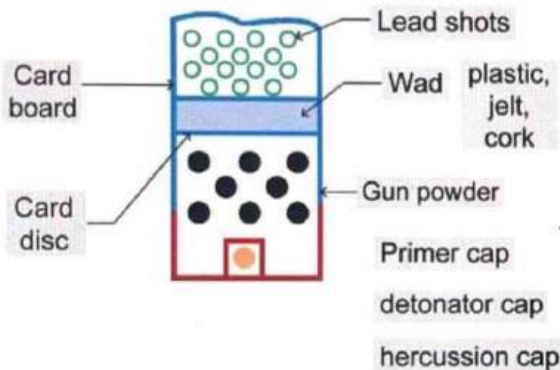 Lead shots
Card
board
Wad
plastic,
jelt,
cork
Card
disc
Gun powder
Primer cap
detonator cap
hercussion cap